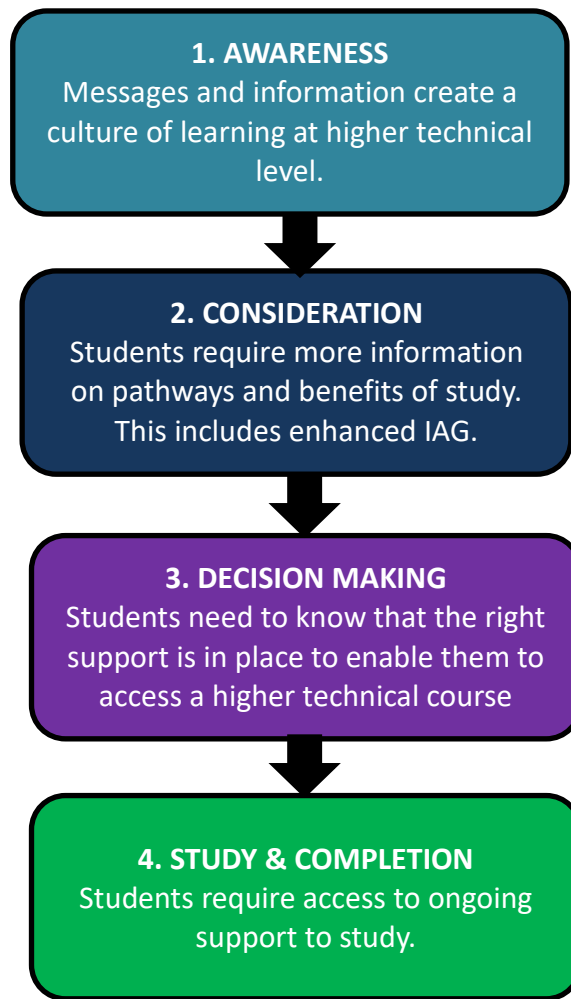 1. AWARENESS
Messages and information create a
culture of learning at higher technical
level.
2. CONSIDERATION
Students require more information
on pathways and benefits of study.
This includes enhanced IAG.
3. DECISION MAKING
Students need to know that the right
support is in place to enable them to
access a higher technical course
4. STUDY & COMPLETION
Students require access to ongoing
support to study.